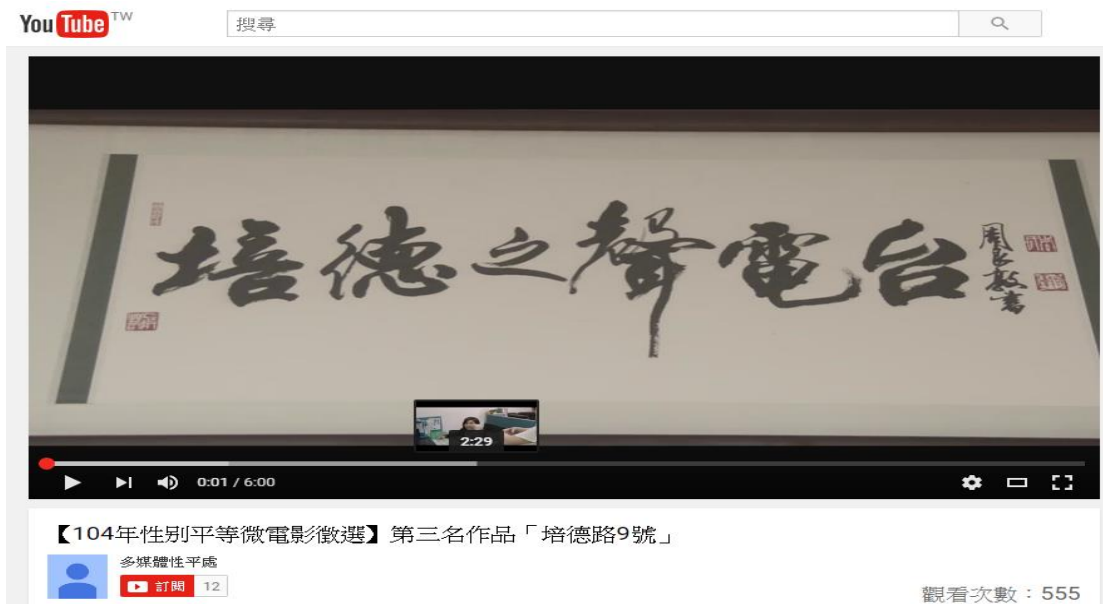 YouTube TW
搜尋
培德之聲電台
2:29
0:01 / 6:00
【104年性別平等微電影徵選】第三名作品「培德路9號」
多媒體性平處
訂閱 12
觀看次數：555